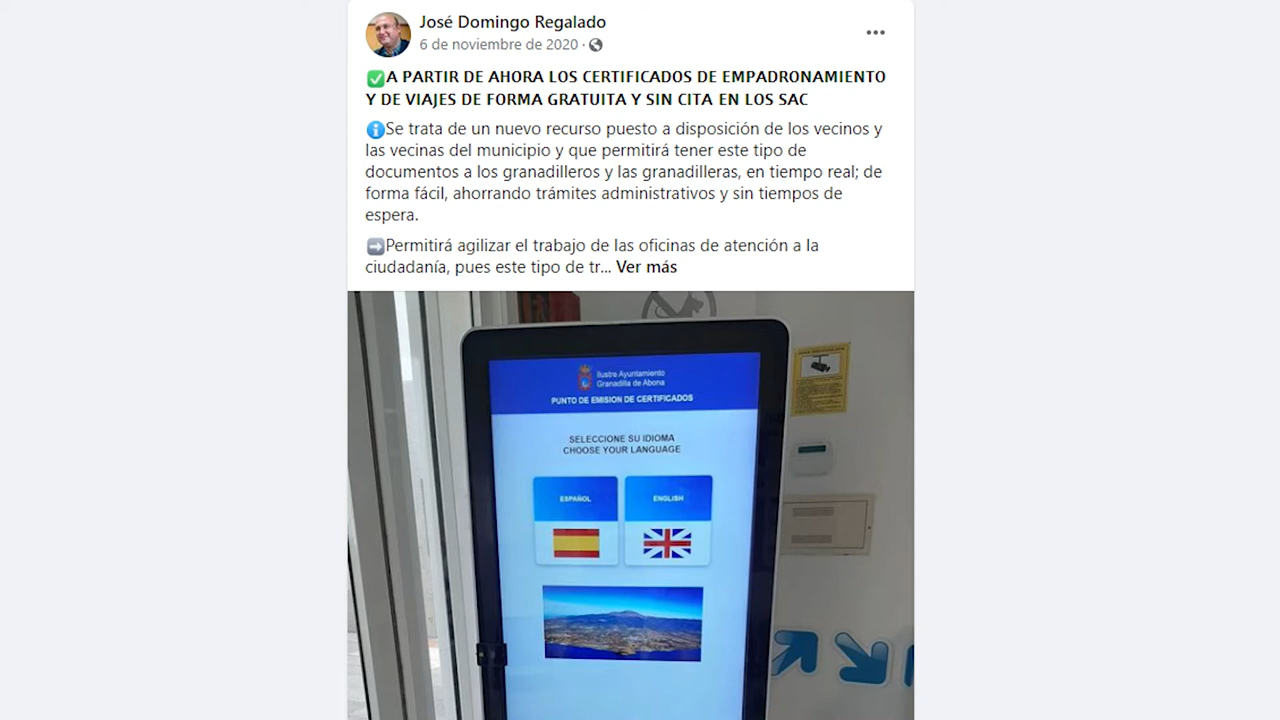 José Domingo Regalado
6 de noviembre de 2020 ·
A PARTIR DE AHORA LOS CERTIFICADOS DE EMPADRONAMIENTO
Y DE VIAJES DE FORMA GRATUITA Y SIN CITA EN LOS SAC
Se trata de un nuevo recurso puesto a disposición de los vecinos y
las vecinas del municipio y que permitirá tener este tipo de
documentos a los granadilleros y las granadilleras, en tiempo real; de
forma fácil, ahorrando trámites administrativos y sin tiempos de
espera.
Permitirá agilizar el trabajo de las oficinas de atención a la
ciudadanía, pues este tipo de tr... Ver más
Ilustre Ayuntamiento
Granadilla de Abona
PUNTO DE EMISION DE CERTIFICADOS
SELECCIONE SU IDIOMA
CHOOSE YOUR LANGUAGE
ESPAÑOL
ENGLISH